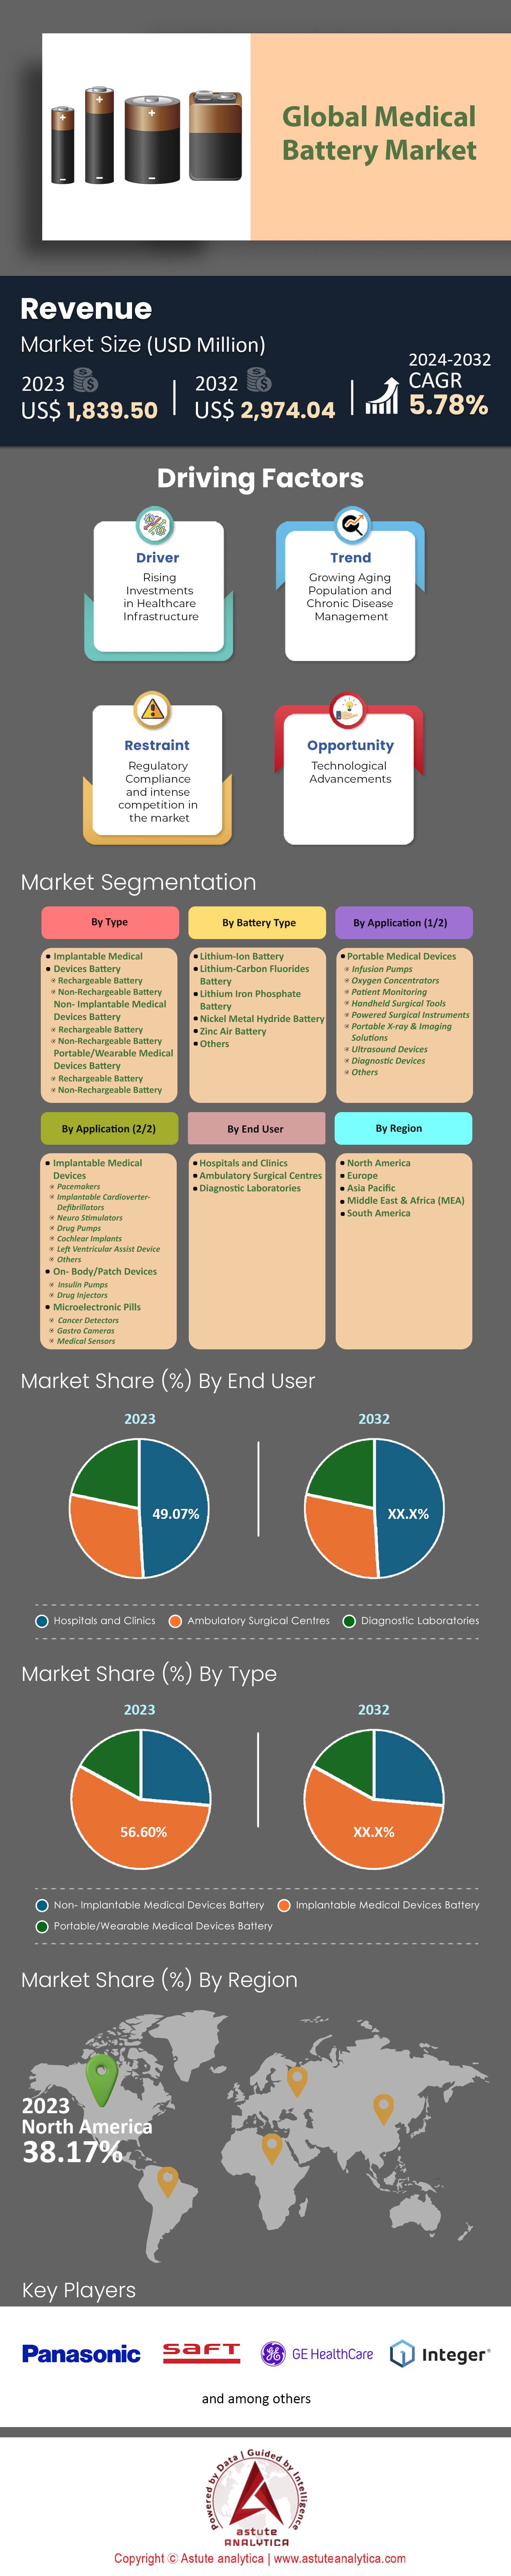 Global Medical
Battery Market
Revenue
Market Size (USD Million)
2023
US$ 1,839.50
2032
US$ 2,974.04
2024-2032
CAGR
5.78%
Driving Factors
Driver
Rising
Investments
in Healthcare
Infrastructure
Trend
Growing Aging
Population and
Chronic Disease
Management
Restraint
Regulatory
Compliance
and intense
competition in
the market
Opportunity
Technological
Advancements
Market Segmentation
By Type
Implantable Medical
Devices Battery
Rechargeable Battery
Non-Rechargeable Battery
Non- Implantable Medical
Devices Battery
Rechargeable Battery
Non-Rechargeable Battery
Portable/Wearable Medical
Devices Battery
Rechargeable Battery
Non-Rechargeable Battery
By Battery Type
Lithium-Ion Battery
Lithium-Carbon Fluorides
Battery
Lithium Iron Phosphate
Battery
Nickel Metal Hydride Battery
Zinc Air Battery
Others
By Application (1/2)
Portable Medical Devices
Infusion Pumps
Oxygen Concentrators
Patient Monitoring
Handheld Surgical Tools
Powered Surgical Instruments
Portable X-ray & Imaging
Solutions
Ultrasound Devices
Diagnostic Devices
Others
By Application (2/2)
Implantable Medical
Devices
Pacemakers
Implantable Cardioverter-
Defibrillators
Neuro Stimulators
Drug Pumps
Cochlear Implants
Left Ventricular Assist Device
Others
On- Body/Patch Devices
Insulin Pumps
Drug Injectors
Microelectronic Pills
Cancer Detectors
Gastro Cameras
Medical Sensors
By End User
Hospitals and Clinics
Ambulatory Surgical Centres
Diagnostic Laboratories
By Region
North America
Europe
Asia Pacific
Middle East & Africa (MEA)
South America
Market Share (%) By End User
2023
49.07%
2032
XX.X%
Hospitals and Clinics
Ambulatory Surgical Centres
Diagnostic Laboratories
Market Share (%) By Type
2023
56.60%
2032
XX.X%
Non- Implantable Medical Devices Battery
Implantable Medical Devices Battery
Portable/Wearable Medical Devices Battery
Market Share (%) By Region
2023
North America
38.17%
Key Players
Panasonic
SAFT
GE HealthCare
Integer
and among others
Powered by Data | Guided by Intelligence
astute
ANALYTICA
Copyright © Astute analytica | www.astuteanalytica.com